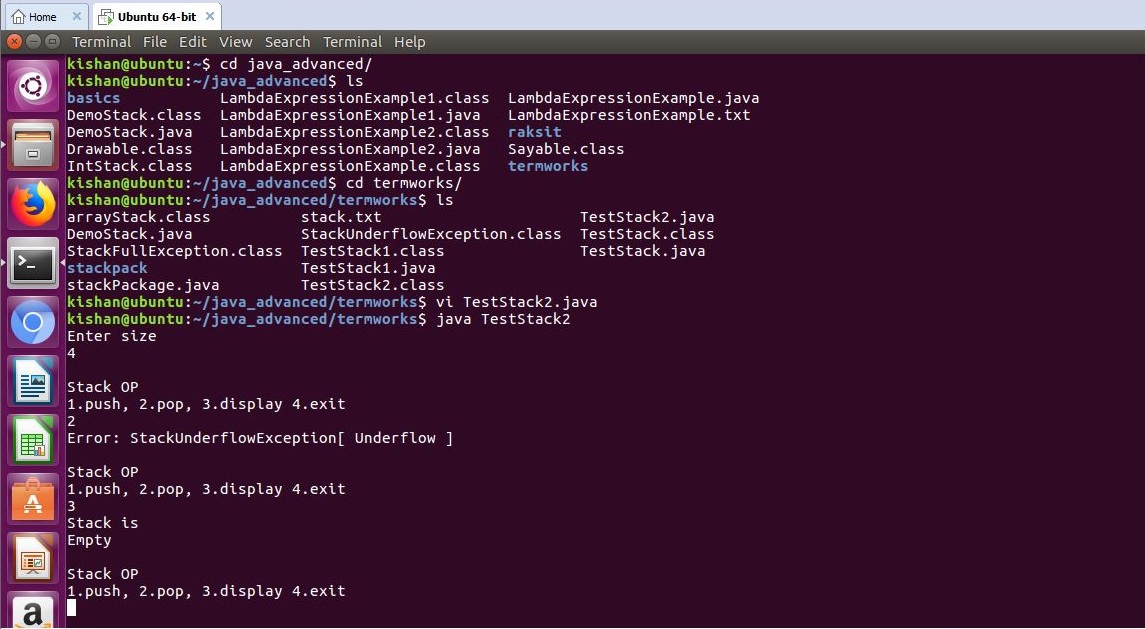 Home × Ubuntu 64-bit ×
Terminal File Edit View Search Terminal Help
kishan@ubuntu:~$ cd java_advanced/
kishan@ubuntu:~/java_advanced$ ls
basics LambdaExpressionExample1.class LambdaExpressionExample.java
DemoStack.class LambdaExpressionExample1.java LambdaExpressionExample.txt
DemoStack.java LambdaExpressionExample2.class raksit
Drawable.class LambdaExpressionExample2.java Sayable.class
IntStack.class LambdaExpressionExample.class termworks
kishan@ubuntu:~/java_advanced$ cd termworks/
kishan@ubuntu:~/java_advanced/termworks$ ls
arrayStack.class stack.txt TestStack2.java
DemoStack.java StackUnderflowException.class TestStack.class
StackFullException.class TestStack1.class TestStack.java
stackpack TestStack1.java
stackPackage.java TestStack2.class
kishan@ubuntu:~/java_advanced/termworks$ vi TestStack2.java
kishan@ubuntu:~/java_advanced/termworks$ java TestStack2
Enter size
4
Stack OP
1.push, 2.pop, 3.display 4.exit
2
Error: StackUnderflowException[ Underflow ]
Stack OP
1.push, 2.pop, 3.display 4.exit
3
Stack is
Empty
Stack OP
1.push, 2.pop, 3.display 4.exit